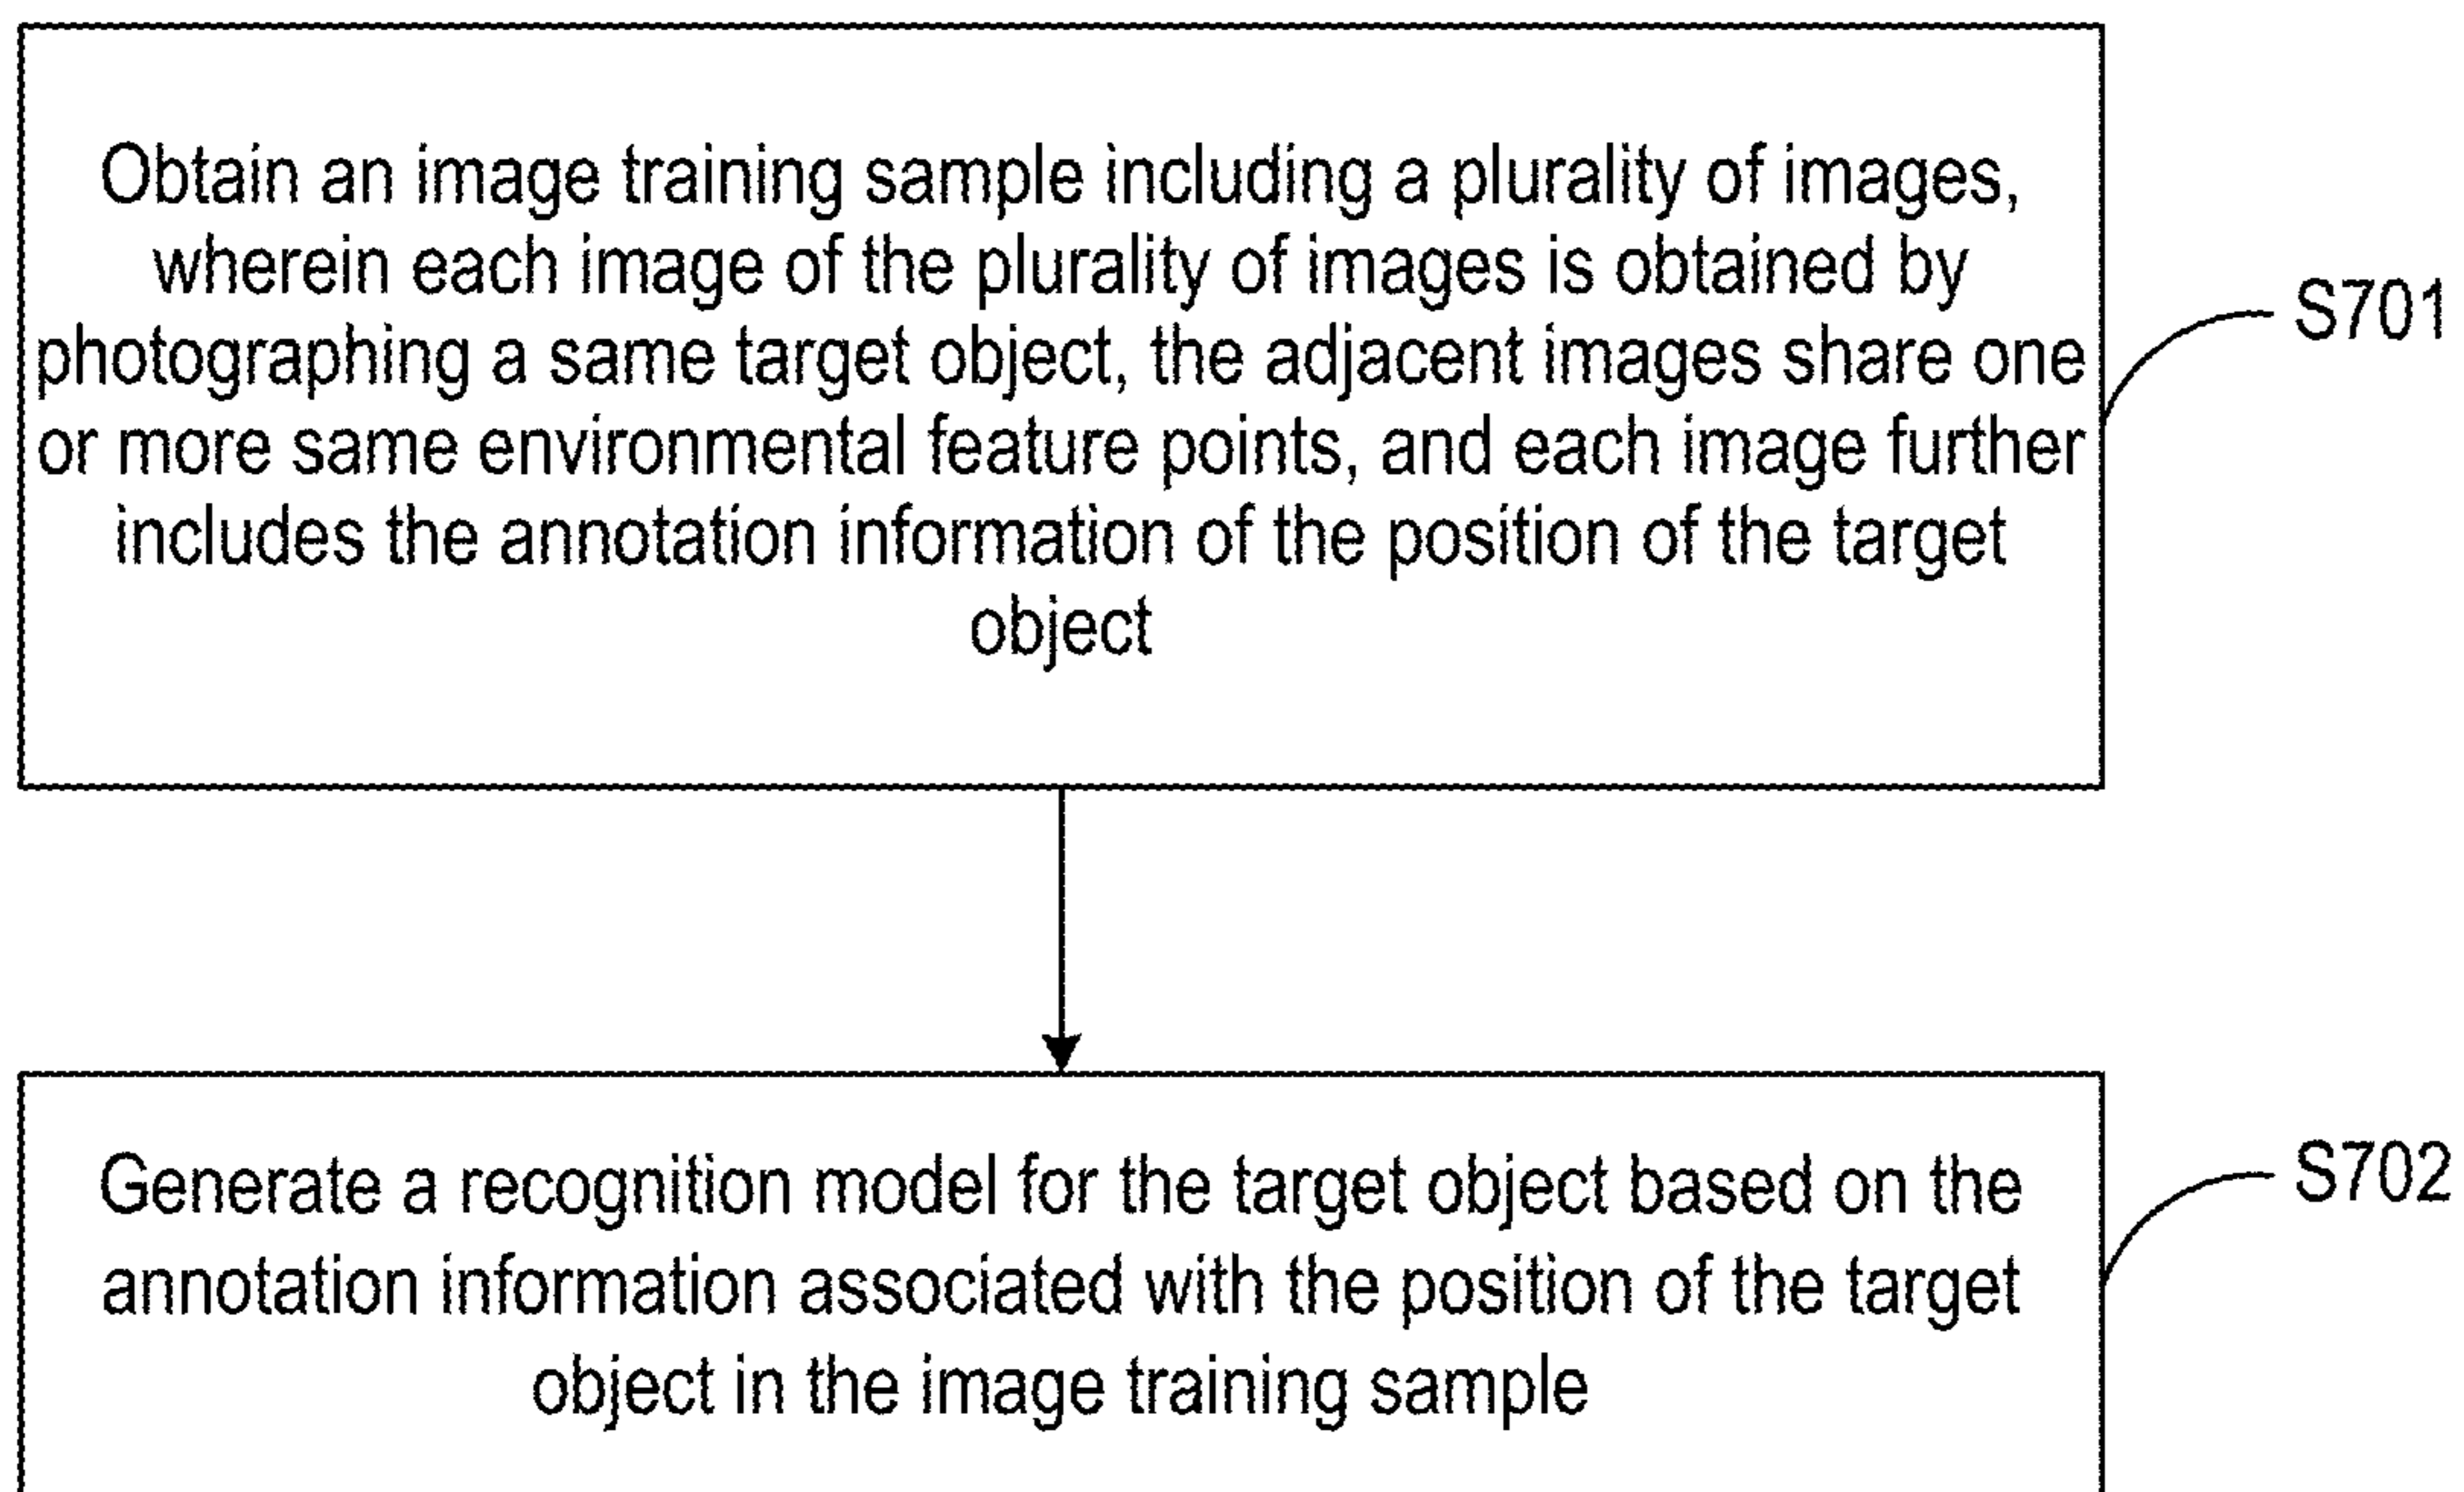 Obtain an image training sample including a plurality of images,
wherein each image of the plurality of images is obtained by
photographing a same target object, the adjacent images share one
or more same environmental feature points, and each image further
includes the annotation information of the position of the target
object
S701
Generate a recognition model for the target object based on the
annotation information associated with the position of the target
object in the image training sample
S702